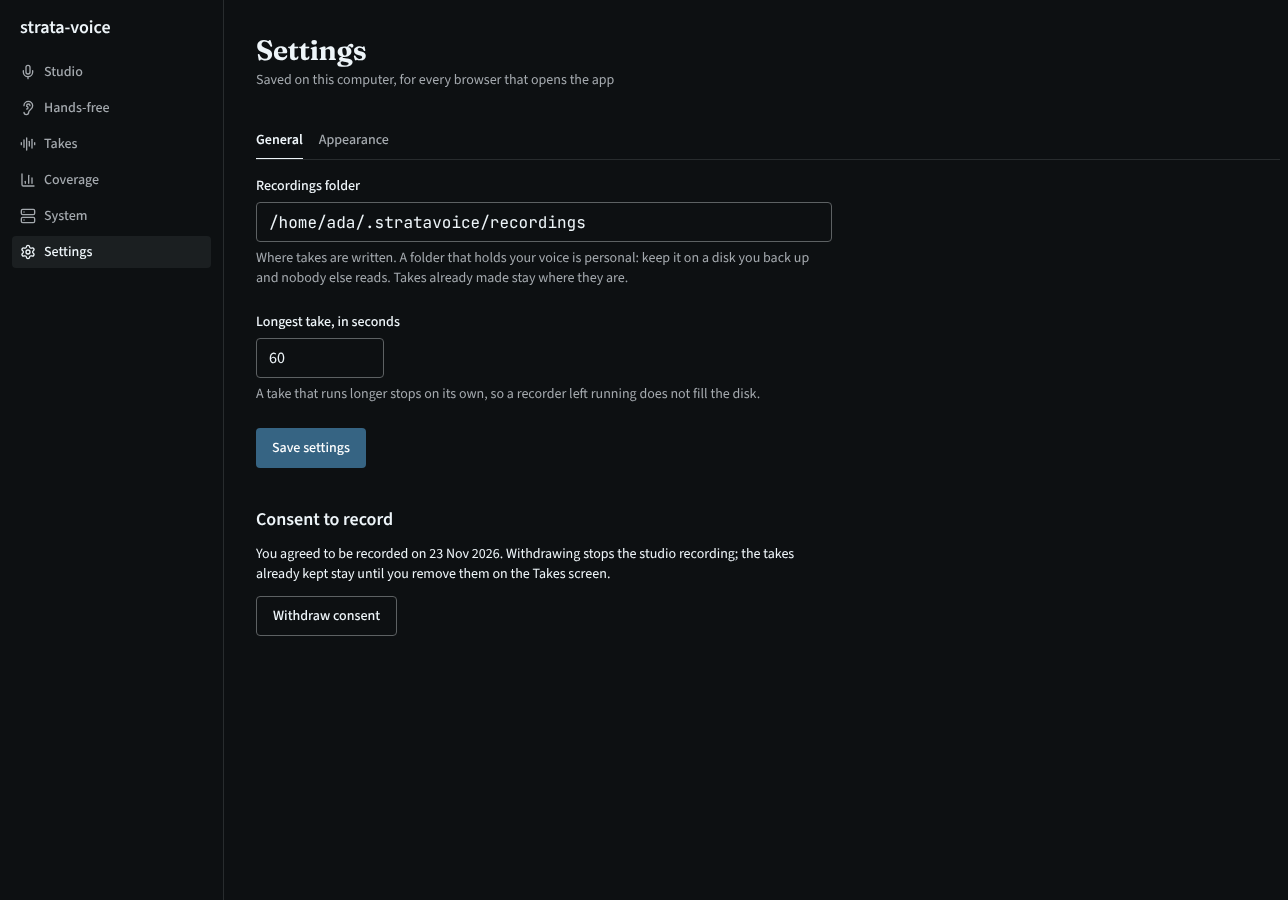 strata-voice
Studio
Hands-free
Takes
Coverage
System
Settings
Settings
Saved on this computer, for every browser that opens the app
General
Appearance
Recordings folder
/home/ada/.stratavoice/recordings
Where takes are written. A folder that holds your voice is personal: keep it on a disk you back up
and nobody else reads. Takes already made stay where they are.
Longest take, in seconds
60
A take that runs longer stops on its own, so a recorder left running does not fill the disk.
Save settings
Consent to record
You agreed to be recorded on 23 Nov 2026. Withdrawing stops the studio recording; the takes
already kept stay until you remove them on the Takes screen.
Withdraw consent